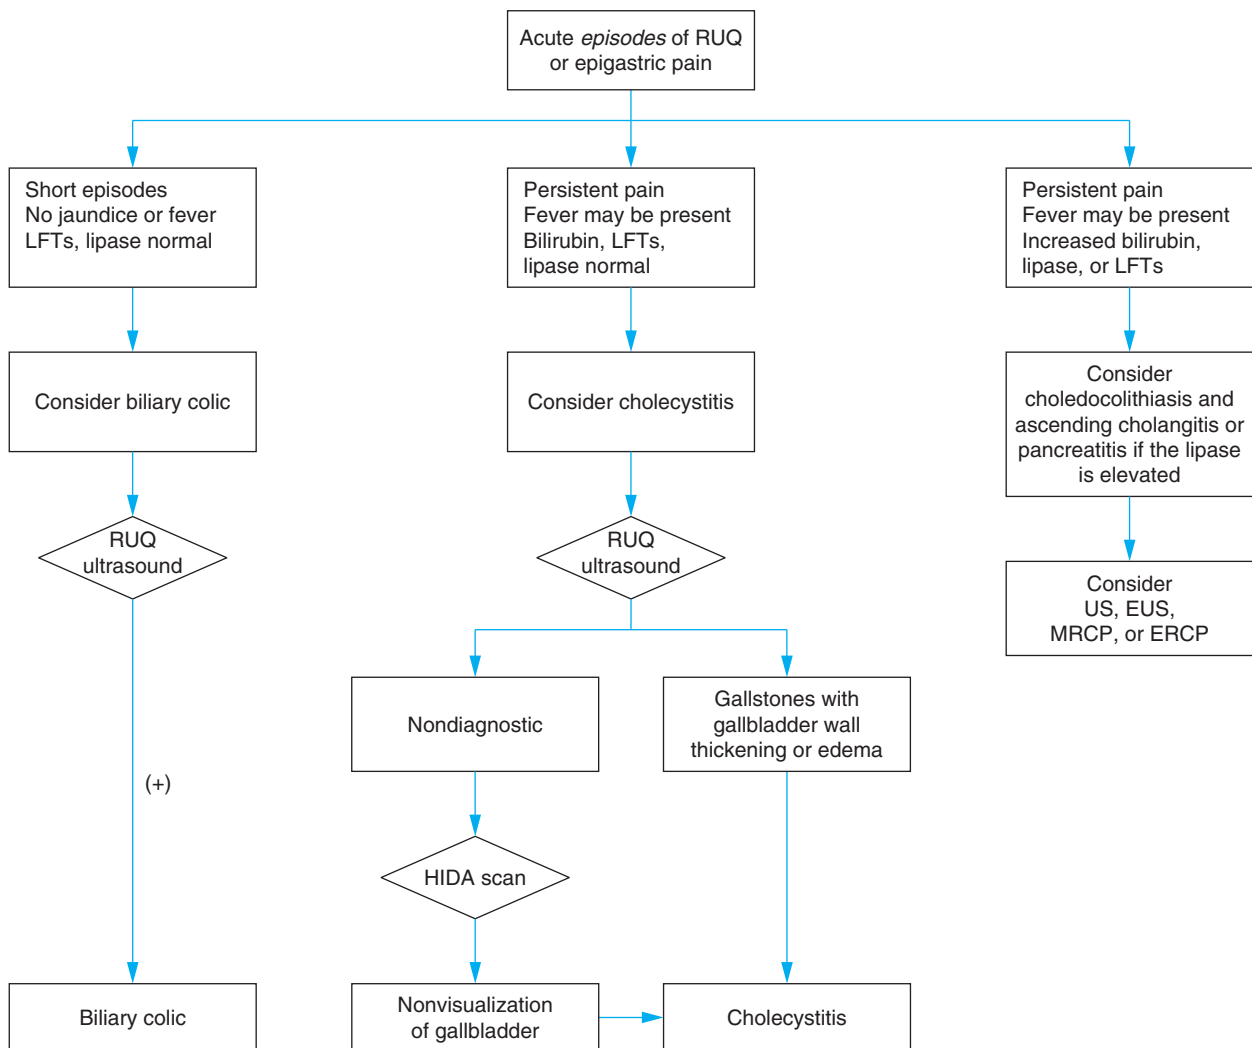 Acute episodes of RUQ
or epigastric pain
Short episodes
No jaundice or fever
LFTs, lipase normal
Persistent pain
Fever may be present
Bilirubin, LFTs,
lipase normal
Persistent pain
Fever may be present
Increased bilirubin,
lipase, or LFTs
Consider biliary colic
Consider cholecystitis
Consider
choledocolithiasis and
ascending cholangitis or
pancreatitis if the lipase
is elevated
RUQ
ultrasound
RUQ
ultrasound
Consider
US, EUS,
MRCP, or ERCP
Nondiagnostic
Gallstones with
gallbladder wall
thickening or edema
(+)
HIDA scan
Biliary colic
Nonvisualization
of gallbladder
Cholecystitis